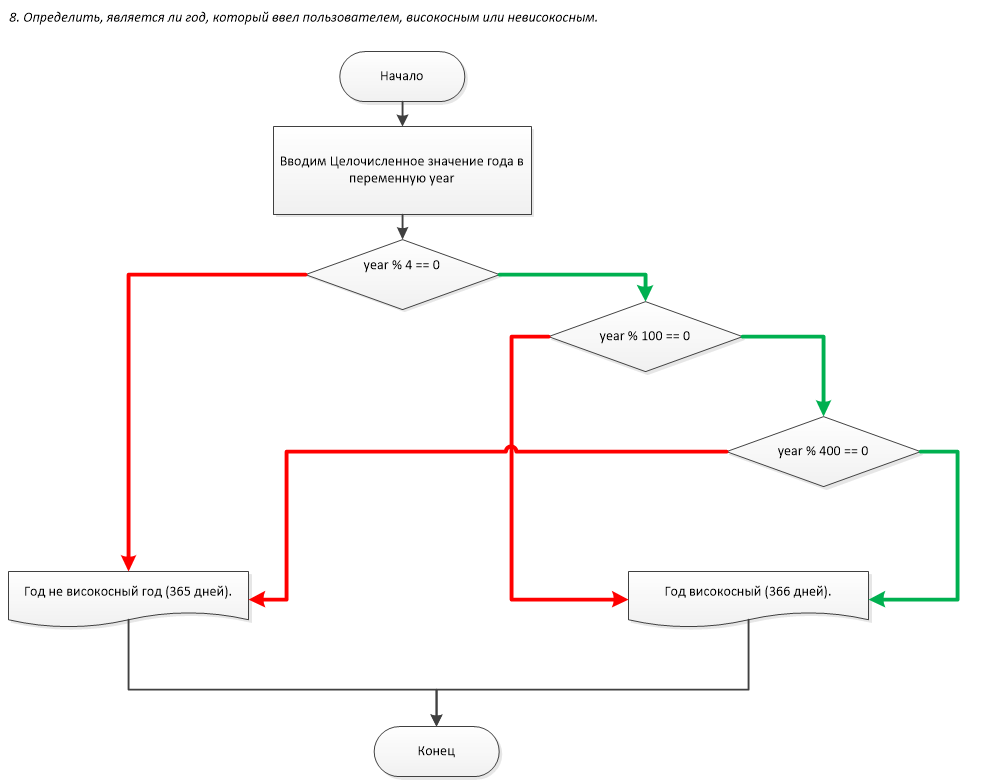 8. Определить, является ли год, который ввел пользователем, високосным или невисокосным.
Начало
Вводим Целочисленное значение года в
переменную year
year % 4 == 0
year % 100 == 0
year % 400 == 0
Год не високосный год (365 дней).
Год високосный (366 дней).
Конец